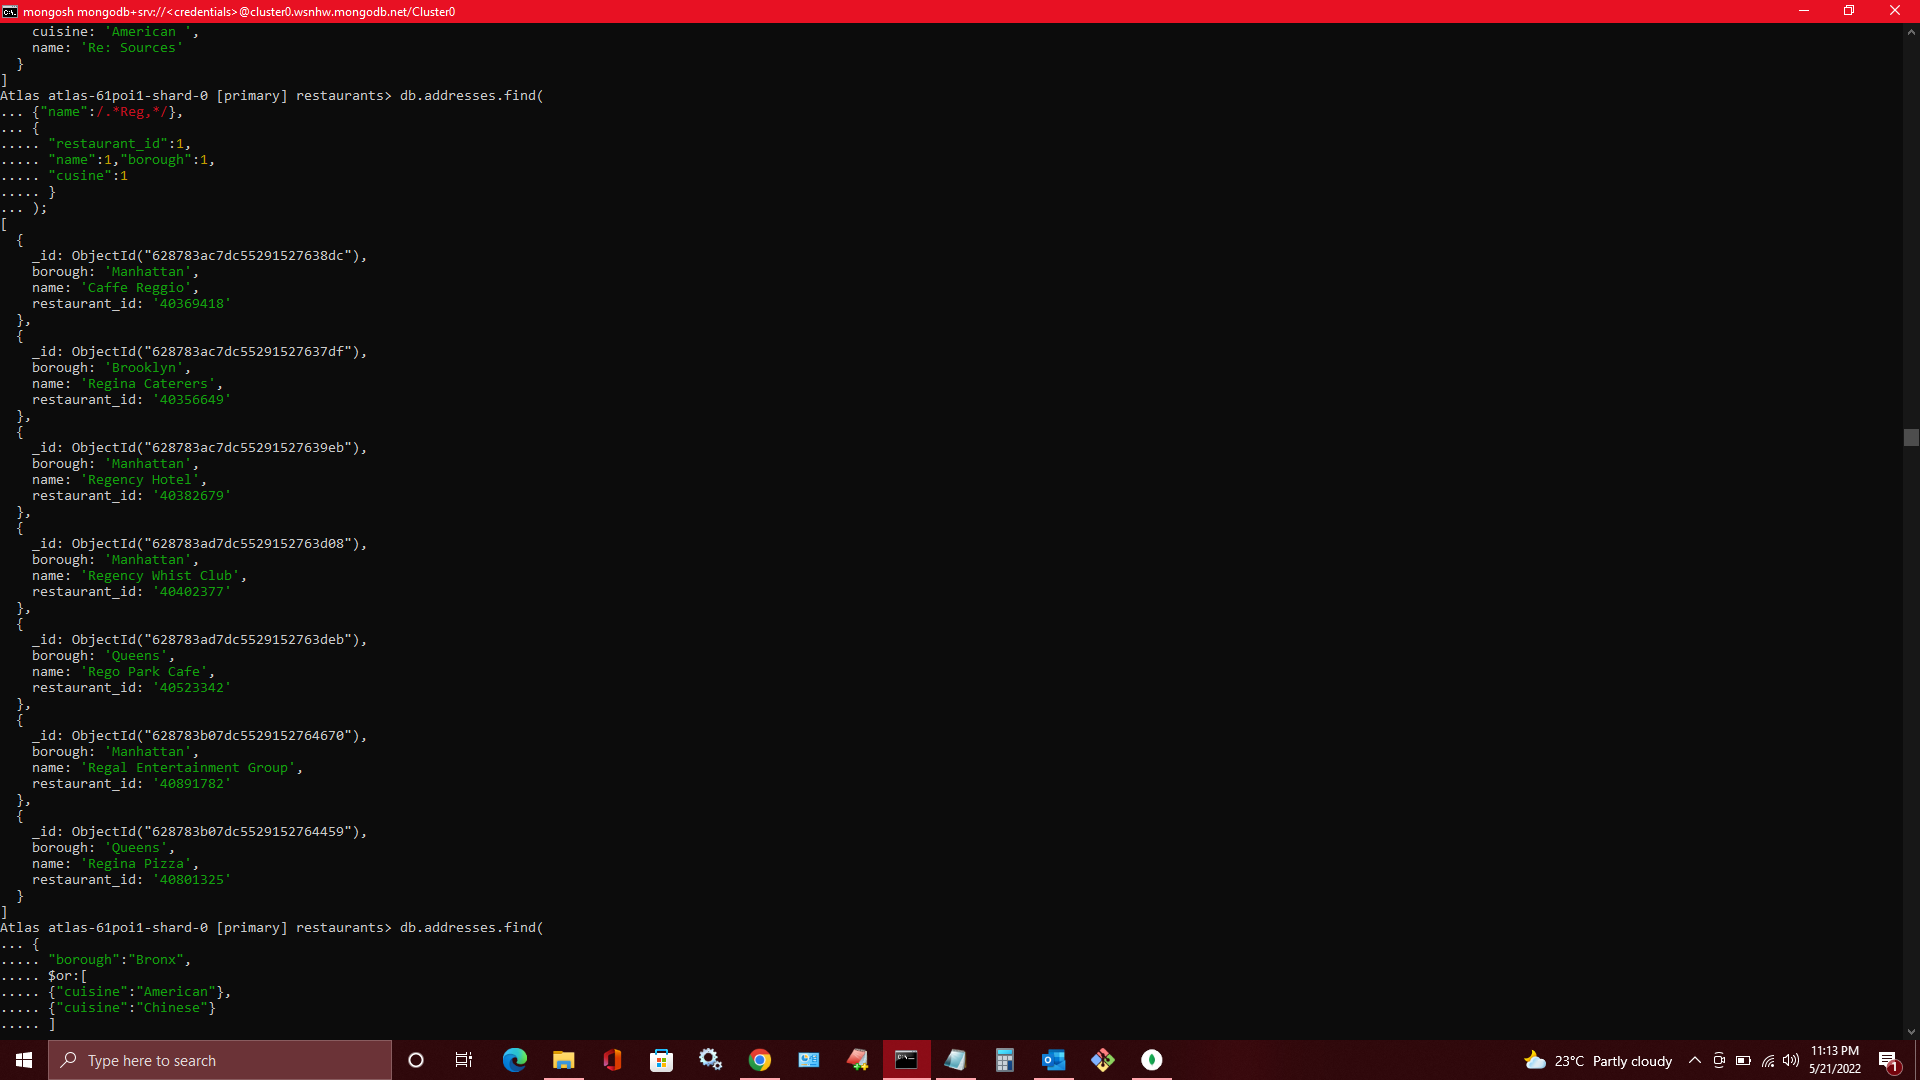 mongosh mongodb+srv://<credentials>@cluster0.wsnhw.mongodb.net/Cluster0
    cuisine: 'American ',
    name: 'Re: Sources'
  }
]
Atlas atlas-61poi1-shard-0 [primary] restaurants> db.addresses.find(
... {"name":/.*Reg,*/},
... {
..... "restaurant_id":1,
..... "name":1,"borough":1,
..... "cusine":1
..... }
... );
[
  {
    _id: ObjectId("628783ac7dc55291527638dc"),
    borough: 'Manhattan',
    name: 'Caffe Reggio',
    restaurant_id: '40369418'
  },
  {
    _id: ObjectId("628783ac7dc55291527637df"),
    borough: 'Brooklyn',
    name: 'Regina Caterers',
    restaurant_id: '40356649'
  },
  {
    _id: ObjectId("628783ac7dc55291527639eb"),
    borough: 'Manhattan',
    name: 'Regency Hotel',
    restaurant_id: '40382679'
  },
  {
    _id: ObjectId("628783ad7dc5529152763d08"),
    borough: 'Manhattan',
    name: 'Regency Whist Club',
    restaurant_id: '40402377'
  },
  {
    _id: ObjectId("628783ad7dc5529152763deb"),
    borough: 'Queens',
    name: 'Rego Park Cafe',
    restaurant_id: '40523342'
  },
  {
    _id: ObjectId("628783b07dc5529152764670"),
    borough: 'Manhattan',
    name: 'Regal Entertainment Group',
    restaurant_id: '40891782'
  },
  {
    _id: ObjectId("628783b07dc5529152764459"),
    borough: 'Queens',
    name: 'Regina Pizza',
    restaurant_id: '40801325'
  }
]
Atlas atlas-61poi1-shard-0 [primary] restaurants> db.addresses.find(
... {
..... "borough":"Bronx",
..... $or:[
..... {"cuisine":"American"},
..... {"cuisine":"Chinese"}
..... ]
Type here to search
23°C Partly cloudy
11:13 PM
5/21/2022
1